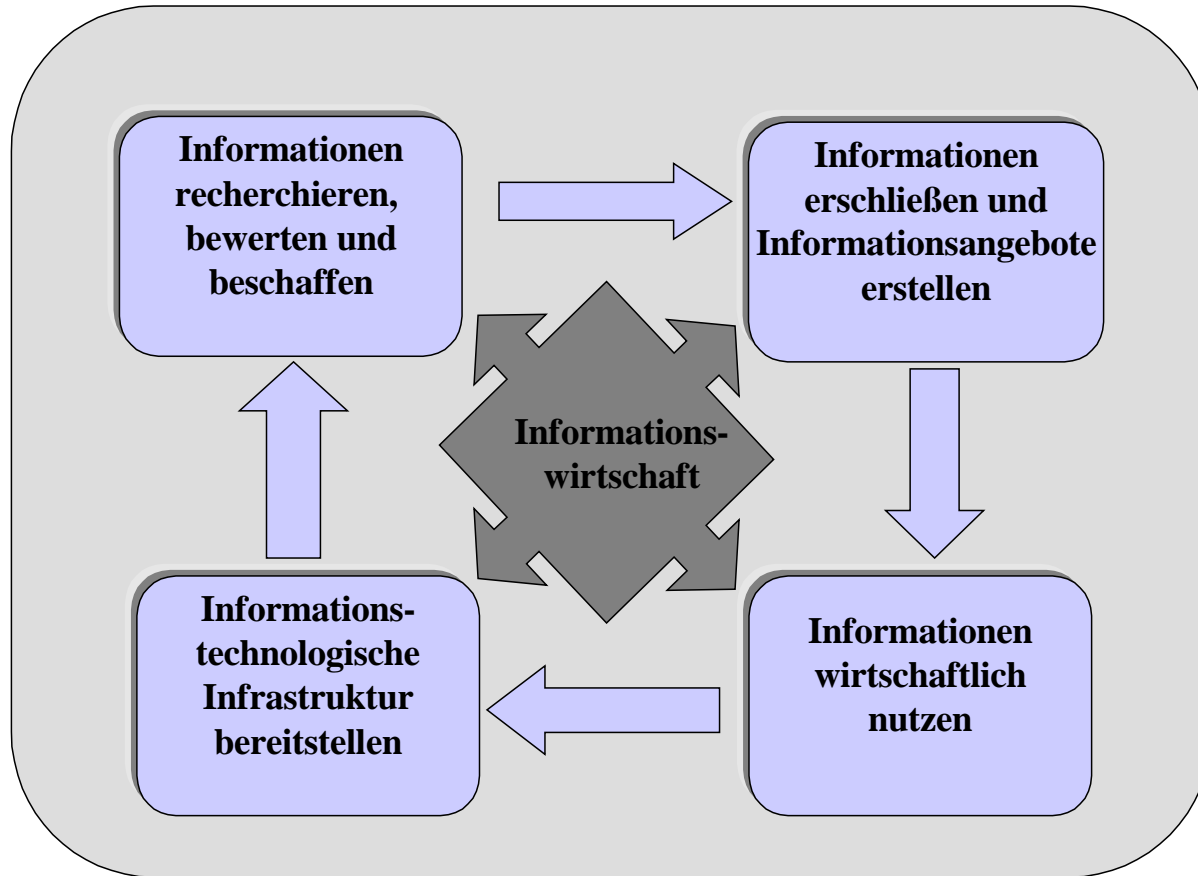 Informationen
recherchieren,
bewerten und
beschaffen
Informationen
erschließen und
Informationsangebote
erstellen
Informations-
wirtschaft
Informations-
technologische
Infrastruktur
bereitstellen
Informationen
wirtschaftlich
nutzen